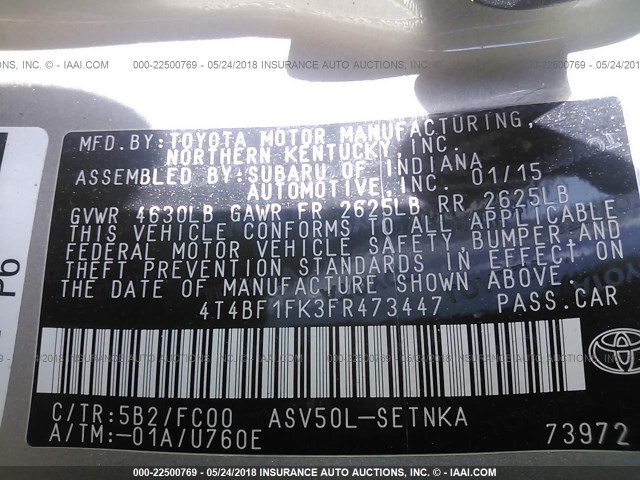 AUCTIONS, INC. - IAAI.COM 000-22500769 - 05/24/2018 INSURANCE AUTO AUCTIONS, INC. - IAAI.COM 000-22500769
MFD.BY:TOYOTA MOTOR MANUFACTURING,
NORTHERN KENTUCKY, INC.
ASSEMBLED BY:SUBARU OF INDIANA
AUTOMOTIVE,INC. 01/15
GVWR 4630LB GAWR FR 2625LB RR 2625LB
THIS VEHICLE CONFORMS TO ALL APPLICABLE
FEDERAL MOTOR VEHICLE SAFETY,BUMPER,AND
THEFT PREVENTION STANDARDS IN EFFECT ON
THE DATE OF MANUFACTURE SHOWN ABOVE.
4T4BF1FK3FR473447 PASS.CAR
P6
C/TR:5B2/FC00 ASV50L-SETNKA
A/TM:-01A/U760E 73972
000-22500769 - 05/24/2018 INSURANCE AUTO AUCTIONS, INC. - IAAI.COM